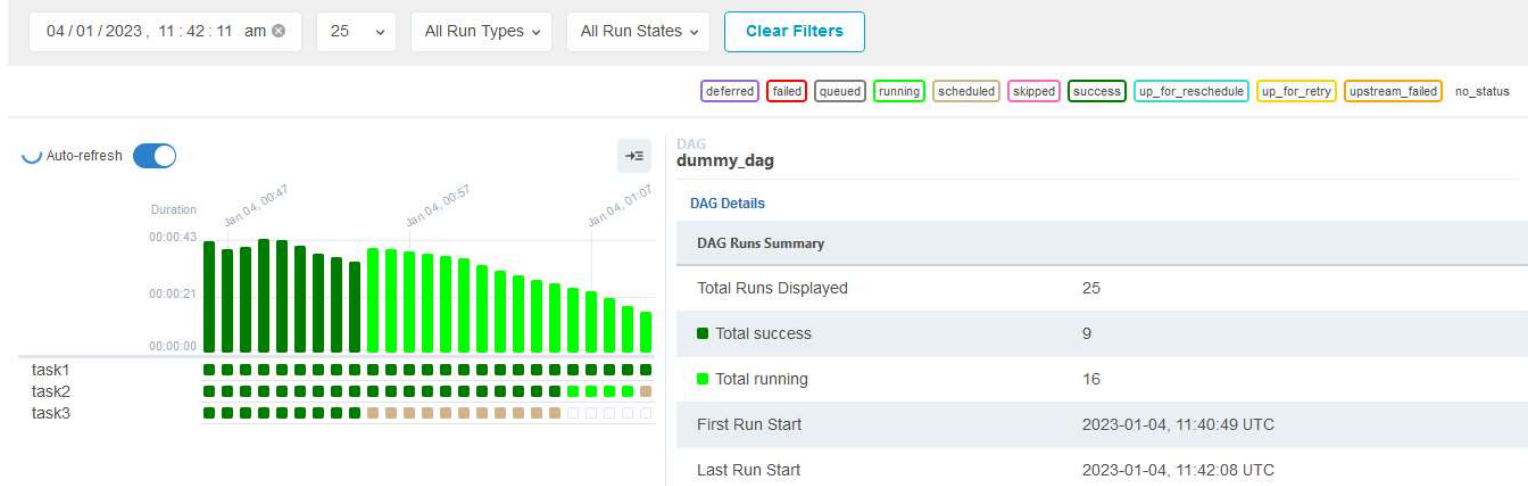 04/01/2023, 11:42:11 am 25 All Run Types All Run States Clear Filters
deferred failed queued running scheduled skipped success up_for_reschedule up_for_retry upstream_failed no_status
Auto-refresh
Duration
Jan 04, 00:47
Jan 04, 00:57
Jan 04, 01:07
00:00:43
00:00:21
00:00:00
task1
task2
task3
DAG
dummy_dag
DAG Details
DAG Runs Summary
Total Runs Displayed 25
Total success 9
Total running 16
First Run Start 2023-01-04, 11:40:49 UTC
Last Run Start 2023-01-04, 11:42:08 UTC